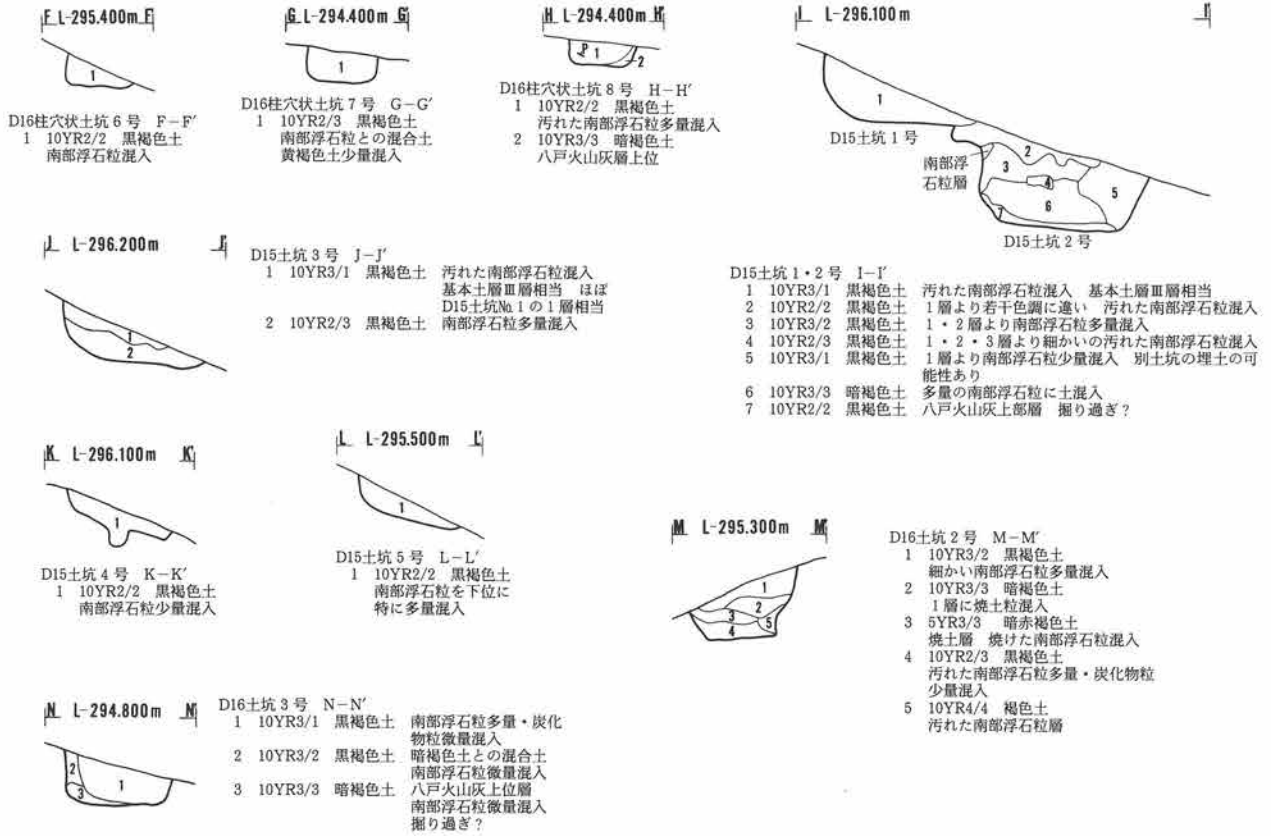 F L-295.400m F′
1
D16柱穴状土坑 6 号 F－F′
1 10YR2/2 黒褐色土
南部浮石粒混入
G L-294.400m G′
1
D16柱穴状土坑 7 号 G－G′
1 10YR2/3 黒褐色土
南部浮石粒との混合土
黄褐色土少量混入
H L-294.400m H′
P 1
2
D16柱穴状土坑 8 号 H－H′
1 10YR2/2 黒褐色土
汚れた南部浮石粒多量混入
2 10YR3/3 暗褐色土
八戸火山灰層上位
I L-296.100m I′
1
D15土坑 1 号
南部浮
石粒層
2
3
4
5
6
7
D15土坑 2 号
J L-296.200m J′
1
2
D15土坑 3 号 J－J′
1 10YR3/1 黒褐色土 汚れた南部浮石粒混入
基本土層Ⅲ層相当 ほぼ
D15土坑№1の1層相当
2 10YR2/3 黒褐色土 南部浮石粒多量混入
D15土坑 1・2 号 I－I′
1 10YR3/1 黒褐色土 汚れた南部浮石粒混入 基本土層Ⅲ層相当
2 10YR2/2 黒褐色土 1層より若干色調に違い 汚れた南部浮石粒混入
3 10YR3/2 黒褐色土 1・2層より南部浮石粒多量混入
4 10YR2/3 黒褐色土 1・2・3層より細かいの汚れた南部浮石粒混入
5 10YR3/1 黒褐色土 1層より南部浮石粒少量混入 別土坑の埋土の可
能性あり
6 10YR3/3 暗褐色土 多量の南部浮石粒に土混入
7 10YR2/2 黒褐色土 八戸火山灰上部層 掘り過ぎ？
K L-296.100m K′
1
D15土坑 4 号 K－K′
1 10YR2/2 黒褐色土
南部浮石粒少量混入
L L-295.500m L′
1
D15土坑 5 号 L－L′
1 10YR2/2 黒褐色土
南部浮石粒を下位に
特に多量混入
M L-295.300m M′
1
2
3
4
5
D16土坑 2 号 M－M′
1 10YR3/2 黒褐色土
細かい南部浮石粒多量混入
2 10YR3/3 暗褐色土
1層に焼土粒混入
3 5YR3/3 暗赤褐色土
焼土層 焼けた南部浮石粒混入
4 10YR2/3 黒褐色土
汚れた南部浮石粒多量・炭化物粒
少量混入
5 10YR4/4 褐色土
汚れた南部浮石粒層
N L-294.800m N′
2
1
3
D16土坑 3 号 N－N′
1 10YR3/1 黒褐色土 南部浮石粒多量・炭化
物粒微量混入
2 10YR3/2 黒褐色土 暗褐色土との混合土
南部浮石粒微量混入
3 10YR3/3 暗褐色土 八戸火山灰上位層
南部浮石粒微量混入
掘り過ぎ？